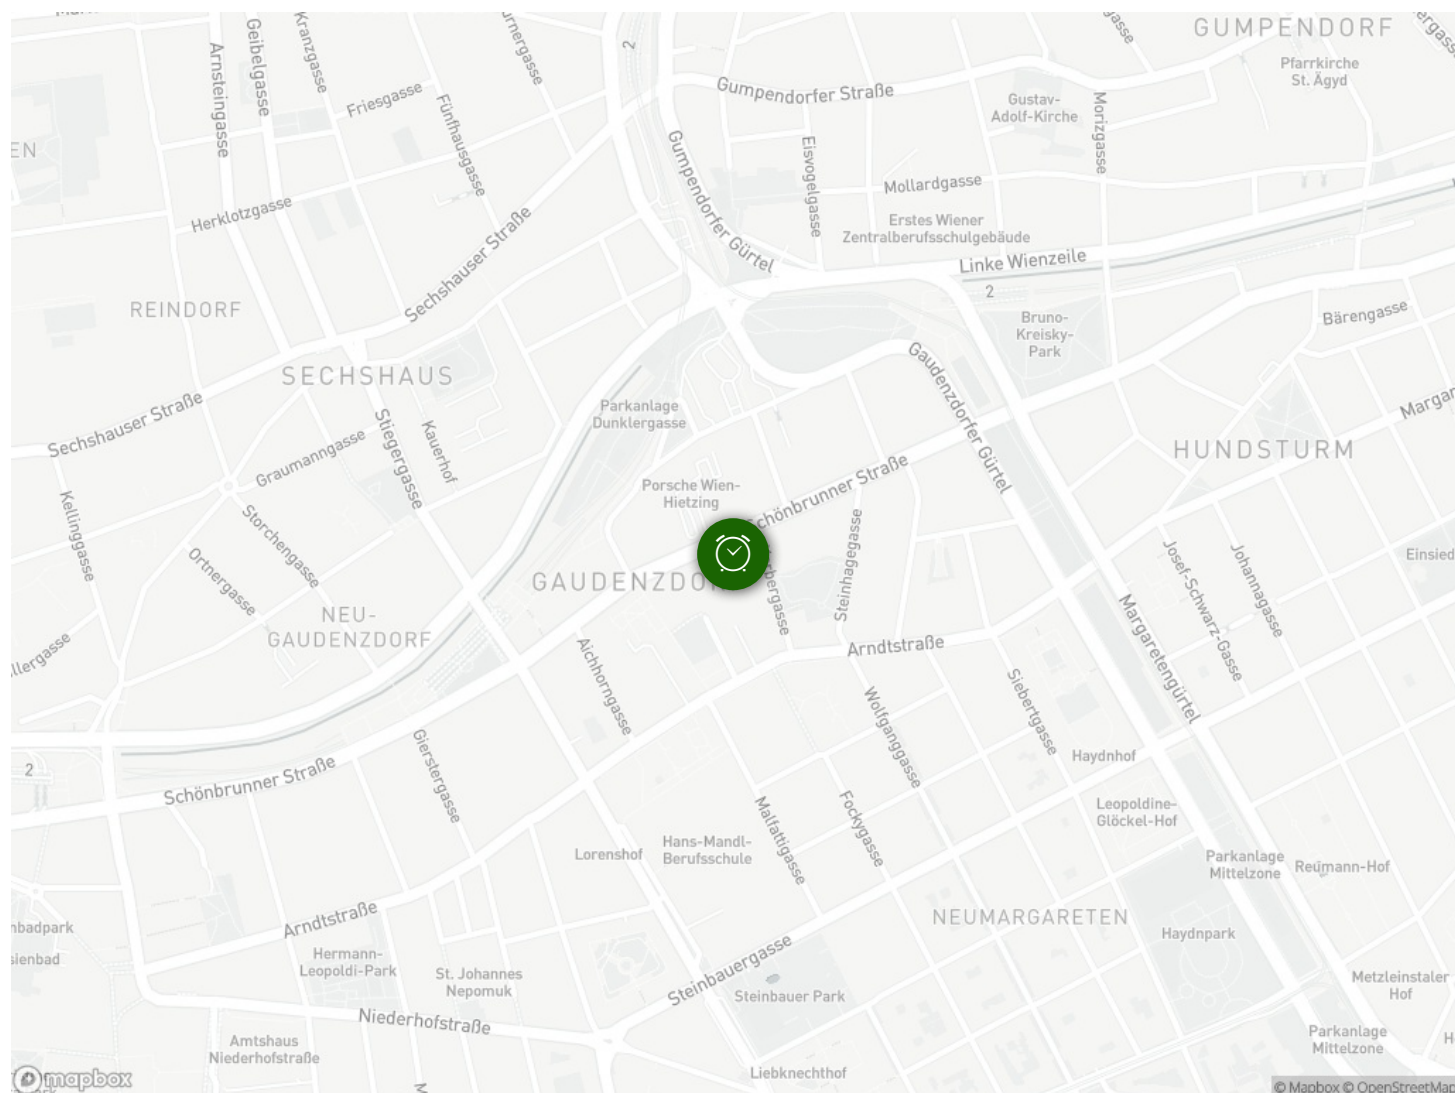 GUMPENDORF
Pfarrkirche
St. Ägyd
2
Kranzgasse
Geibelgasse
Arnsteingasse
Friesgasse
Fünfhausgasse
Gumpendorfer Straße
Gustav-
Adolf-Kirche
Morizgasse
Eisvogelgasse
Mollardgasse
Gumpendorfer Gürtel
Herklotzgasse
Erstes Wiener
Zentralberufsschulgebäude
Linke Wienzeile
2
Sechshauser Straße
REINDORF
Bruno-
Kreisky-
Park
Bärengasse
SECHSHAUS
Gaudenzdorfer Gürtel
Parkanlage
Dunklergasse
Sechshauser Straße
Stiegergasse
Kauerhof
Graumanngasse
HUNDSTURM
Porsche Wien-
Hietzing
Schönbrunner Straße
Kellinggasse
Storchengasse
Ortnergasse
Steinhagegasse
Josef-Schwarz-Gasse
Johannagasse
GAUDENZDORF
NEU-
GAUDENZDORF
Margaretengürtel
Arndtstraße
Aichhorngasse
Siebertgasse
Wolfganggasse
Haydnhof
2
Schönbrunner Straße
Gierstergasse
Leopoldine-
Glöckel-Hof
Malfattigasse
Fockygasse
Lorenshof
Hans-Mandl-
Berufsschule
Parkanlage
Mittelzone
Reumann-Hof
Arndtstraße
NEUMARGARETEN
Haydnpark
Hermann-
Leopoldi-Park
St. Johannes
Nepomuk
Steinbauergasse
Steinbauer Park
Metzleinstaler
Hof
Niederhofstraße
Amtshaus
Niederhofstraße
Parkanlage
Mittelzone
Liebknechthof
mapbox
© Mapbox © OpenStreetMap